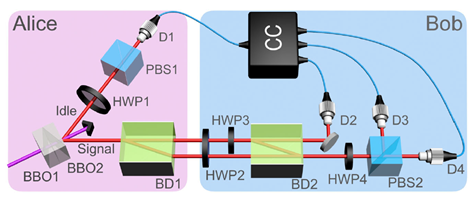 Alice
Bob
D1
CC
PBS1
HWP1
Idle
Signal
HWP3
D2
D3
D4
BBO1
BBO2
BD1
HWP2
BD2
HWP4
PBS2